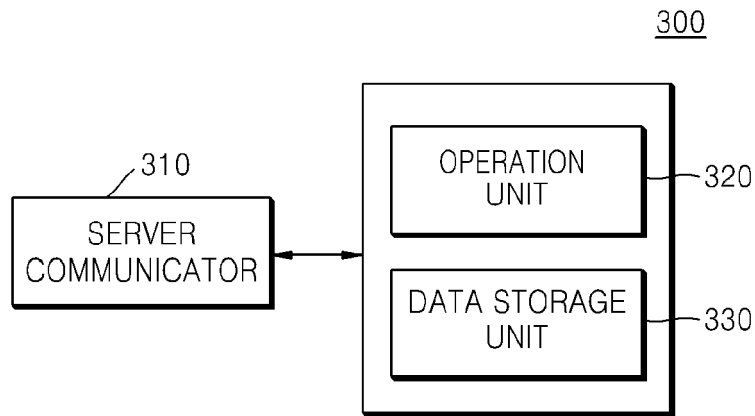 300
310
SERVER
COMMUNICATOR
OPERATION
UNIT
320
DATA STORAGE
UNIT
330